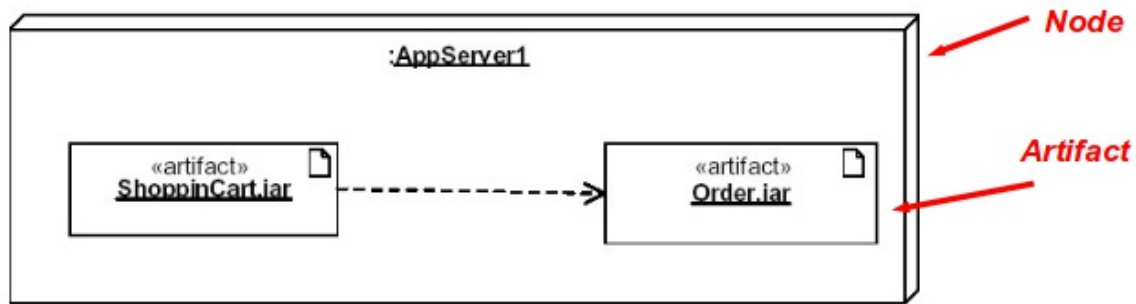 Node
:AppServer1
«artifact»
ShoppinCart.jar
«artifact»
Order.jar
Artifact